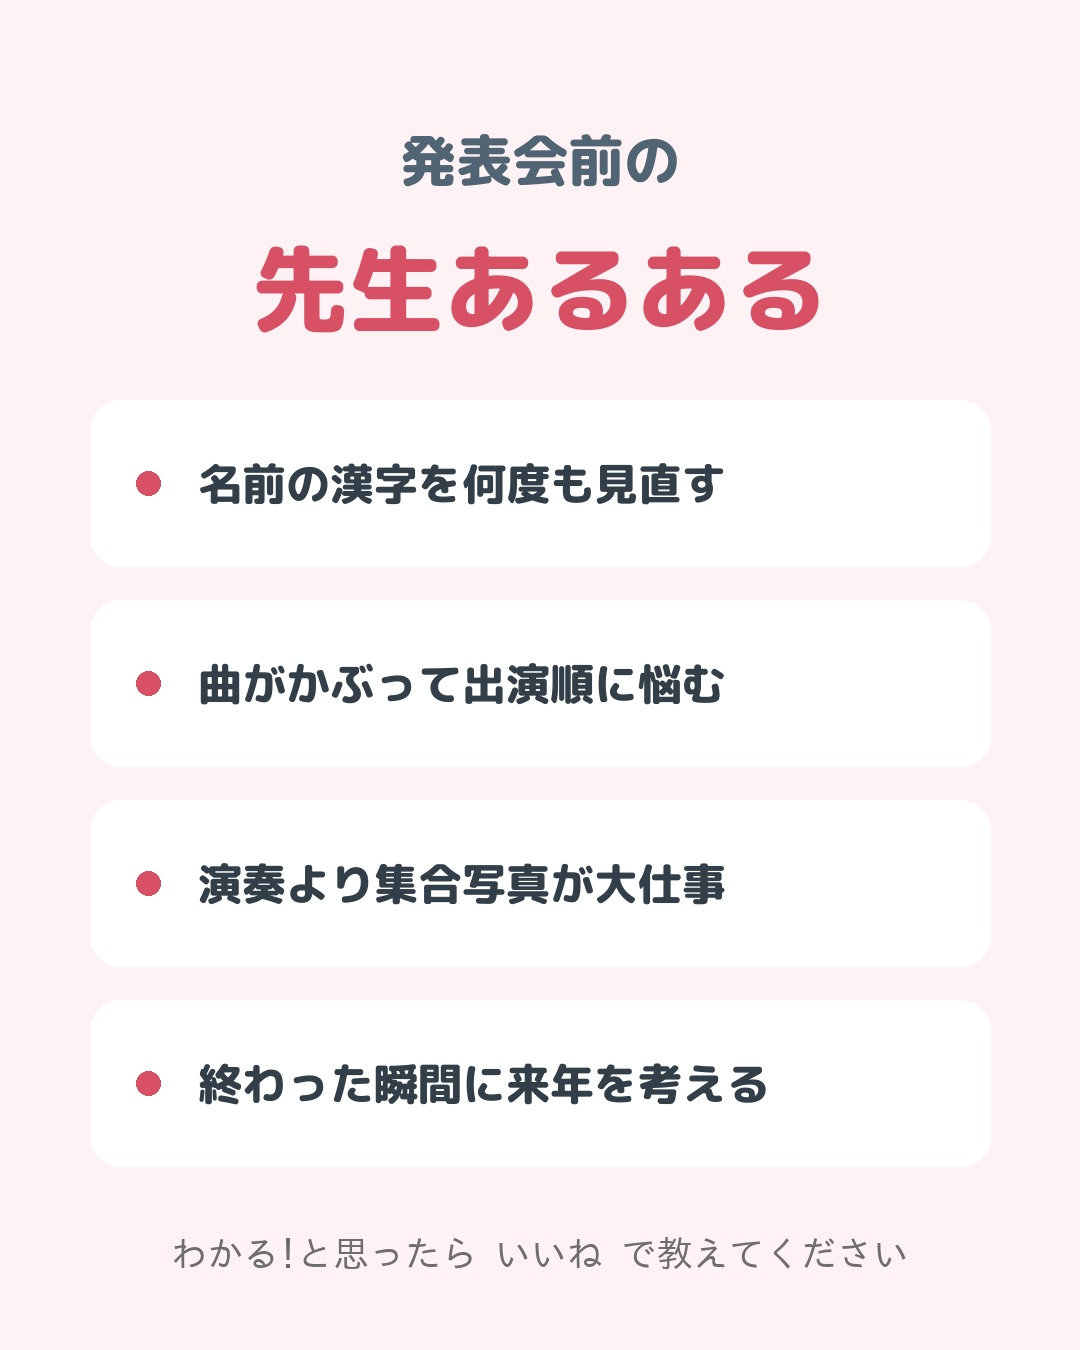 発表会前の
先生あるある
名前の漢字を何度も見直す
曲がかぶって出演順に悩む
演奏より集合写真が大仕事
終わった瞬間に来年を考える
わかる!と思ったら いいね で教えてください